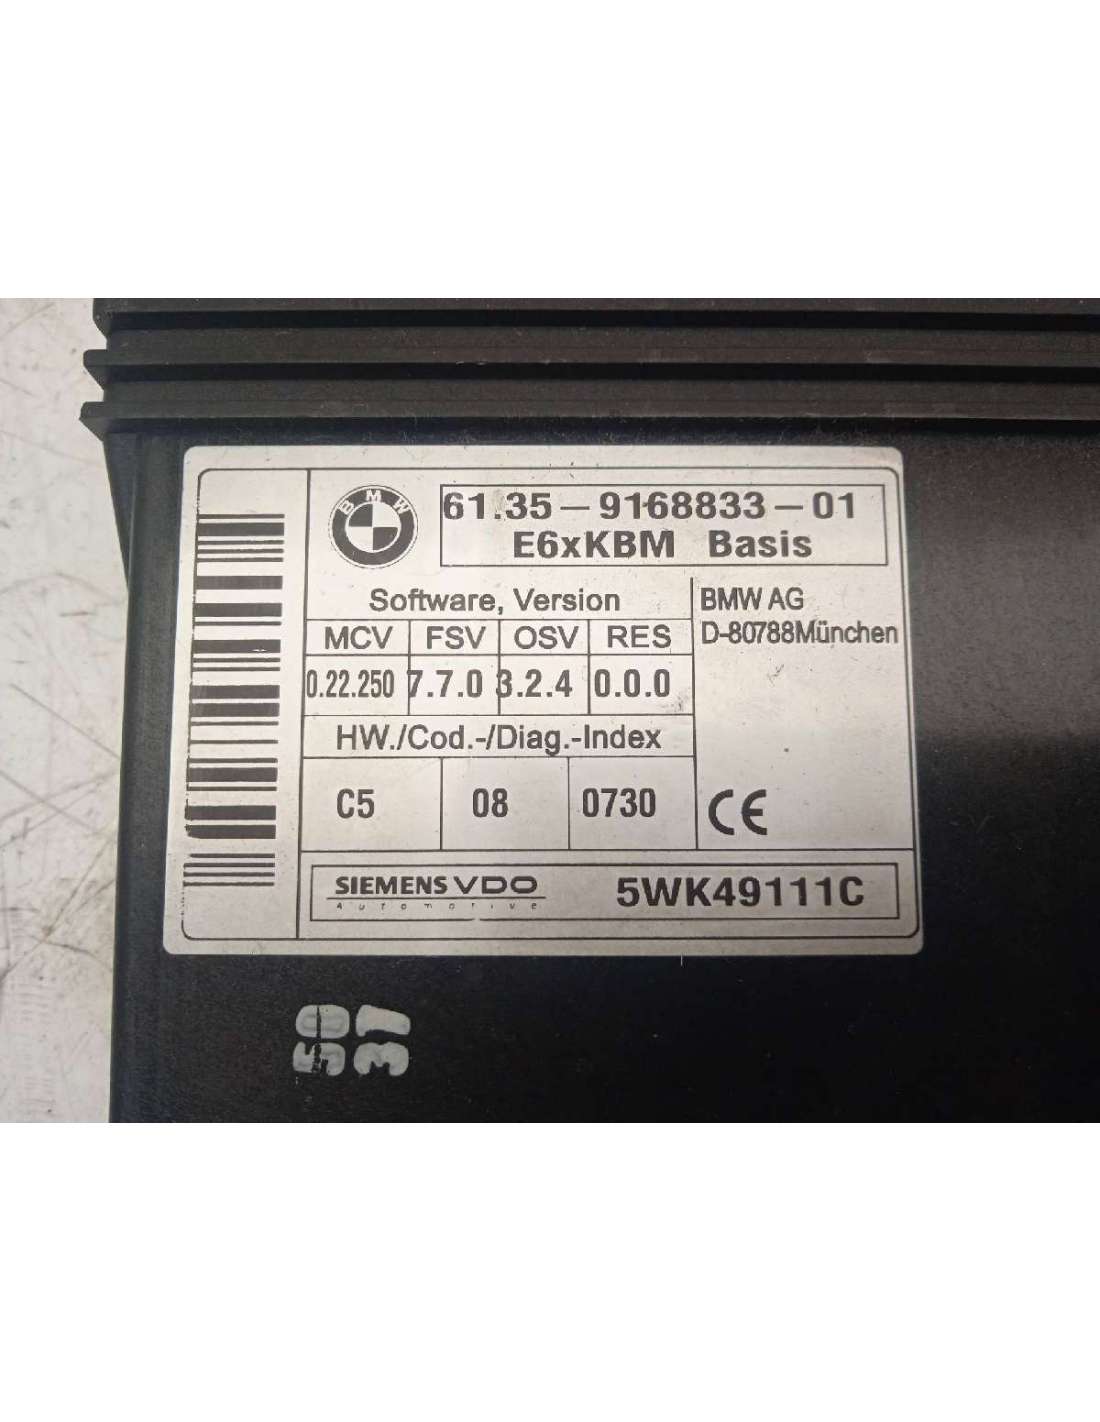 BMW
61.35-9168833-01
E6xKBM Basis
Software, Version
MCV FSV OSV RES
0.22.250 7.7.0 3.2.4 0.0.0
BMW AG
D-80788München
HW./Cod.-/Diag.-Index
C5 08 0730
CE
SIEMENS VDO
Automotive
5WK49111C
50
31